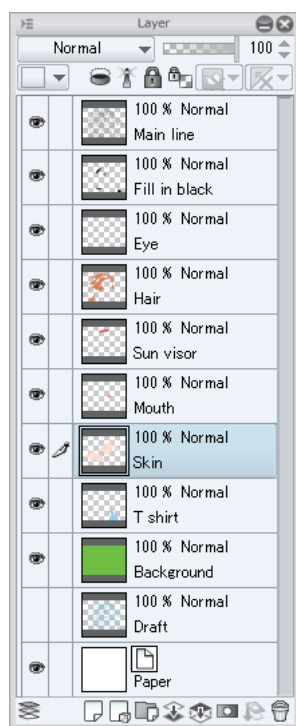 Layer
Normal 100
100 % Normal
Main line
100 % Normal
Fill in black
100 % Normal
Eye
100 % Normal
Hair
100 % Normal
Sun visor
100 % Normal
Mouth
100 % Normal
Skin
100 % Normal
T shirt
100 % Normal
Background
100 % Normal
Draft
Paper